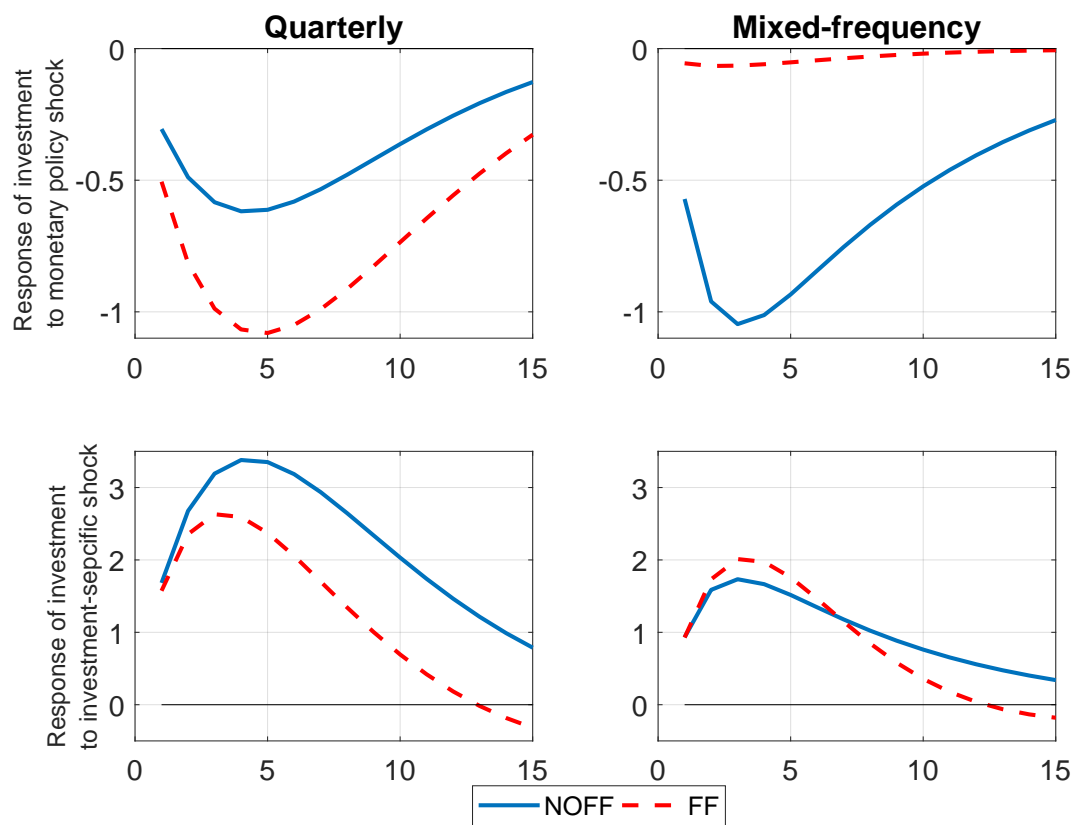 Quarterly
Mixed-frequency
Response of investment
to monetary policy shock
0
-0.5
-1
0 5 10 15
0
-0.5
-1
0 5 10 15
Response of investment
to investment-sepcific shock
3
2
1
0
0 5 10 15
3
2
1
0
0 5 10 15
NOFF FF